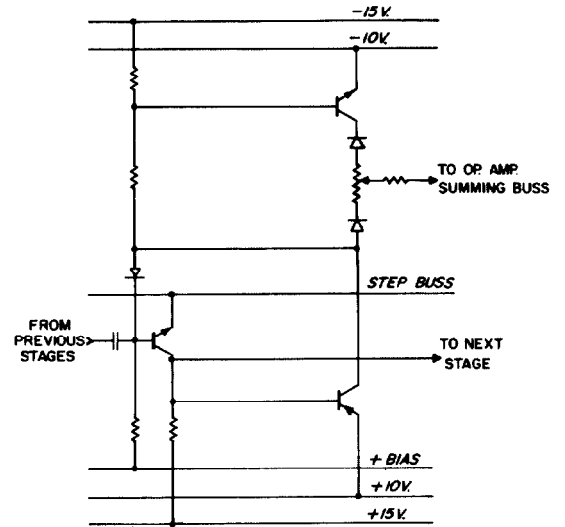 -15V.
-10V.
TO OP. AMP.
SUMMING BUSS
STEP BUSS
FROM
PREVIOUS
STAGES
TO NEXT
STAGE
+ BIAS
+10V.
+15V.